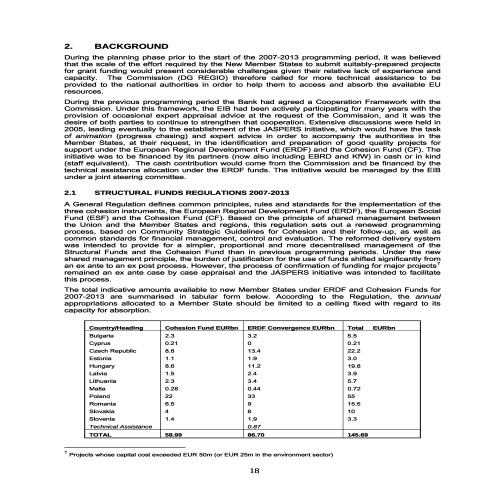 2. BACKGROUND
During the planning phase prior to the start of the 2007-2013 programming period, it was believed
that the scale of the effort required by the New Member States to submit suitably-prepared projects
for grant funding would present considerable challenges given their relative lack of experience and
capacity. The Commission (DG REGIO) therefore called for more technical assistance to be
provided to the national authorities in order to help them to access and absorb the available EU
resources.
During the previous programming period the Bank had agreed a Cooperation Framework with the
Commission. Under this framework, the EIB had been actively participating for many years with the
provision of occasional expert appraisal advice at the request of the Commission, and it was the
desire of both parties to continue to strengthen that cooperation. Extensive discussions were held in
2005, leading eventually to the establishment of the JASPERS initiative, which would have the task
of animation (progress chasing) and expert advice in order to accompany the authorities in the
Member States, at their request, in the identification and preparation of good quality projects for
support under the European Regional Development Fund (ERDF) and the Cohesion Fund (CF). The
initiative was to be financed by its partners (now also including EBRD and KfW) in cash or in kind
(staff equivalent). The cash contribution would come from the Commission and be financed by the
technical assistance allocation under the ERDF funds. The initiative would be managed by the EIB
under a joint steering committee.
2.1 STRUCTURAL FUNDS REGULATIONS 2007-2013
A General Regulation defines common principles, rules and standards for the implementation of the
three cohesion instruments, the European Regional Development Fund (ERDF), the European Social
Fund (ESF) and the Cohesion Fund (CF). Based on the principle of shared management between
the Union and the Member States and regions, this regulation sets out a renewed programming
process, based on Community Strategic Guidelines for Cohesion and their follow-up, as well as
common standards for financial management, control and evaluation. The reformed delivery system
was intended to provide for a simpler, proportional and more decentralised management of the
Structural Funds and the Cohesion Fund then in previous programming periods. Under the new
shared management principle, the burden of justification for the use of funds shifted significantly from
an ex ante to an ex post process. However, the process of confirmation of funding for major projects7
remained an ex ante case by case appraisal and the JASPERS initiative was intended to facilitate
this process.
The total indicative amounts available to new Member States under ERDF and Cohesion Funds for
2007-2013 are summarised in tabular form below. According to the Regulation, the annual
appropriations allocated to a Member State should be limited to a ceiling fixed with regard to its
capacity for absorption.
Country/Heading Cohesion Fund EURbn ERDF Convergence EURbn Total EURbn
Bulgaria 2.3 3.2 5.5
Cyprus 0.21 0 0.21
Czech Republic 8.8 13.4 22.2
Estonia 1.1 1.9 3.0
Hungary 8.6 11.2 19.8
Latvia 1.5 2.4 3.9
Lithuania 2.3 3.4 5.7
Malta 0.28 0.44 0.72
Poland 22 33 55
Romania 6.5 9 15.5
Slovakia 4 6 10
Slovenia 1.4 1.9 3.3
Technical Assistance 0.87
TOTAL 58.99 86.70 145.69
7 Projects whose capital cost exceeded EUR 50m (or EUR 25m in the environment sector)
18